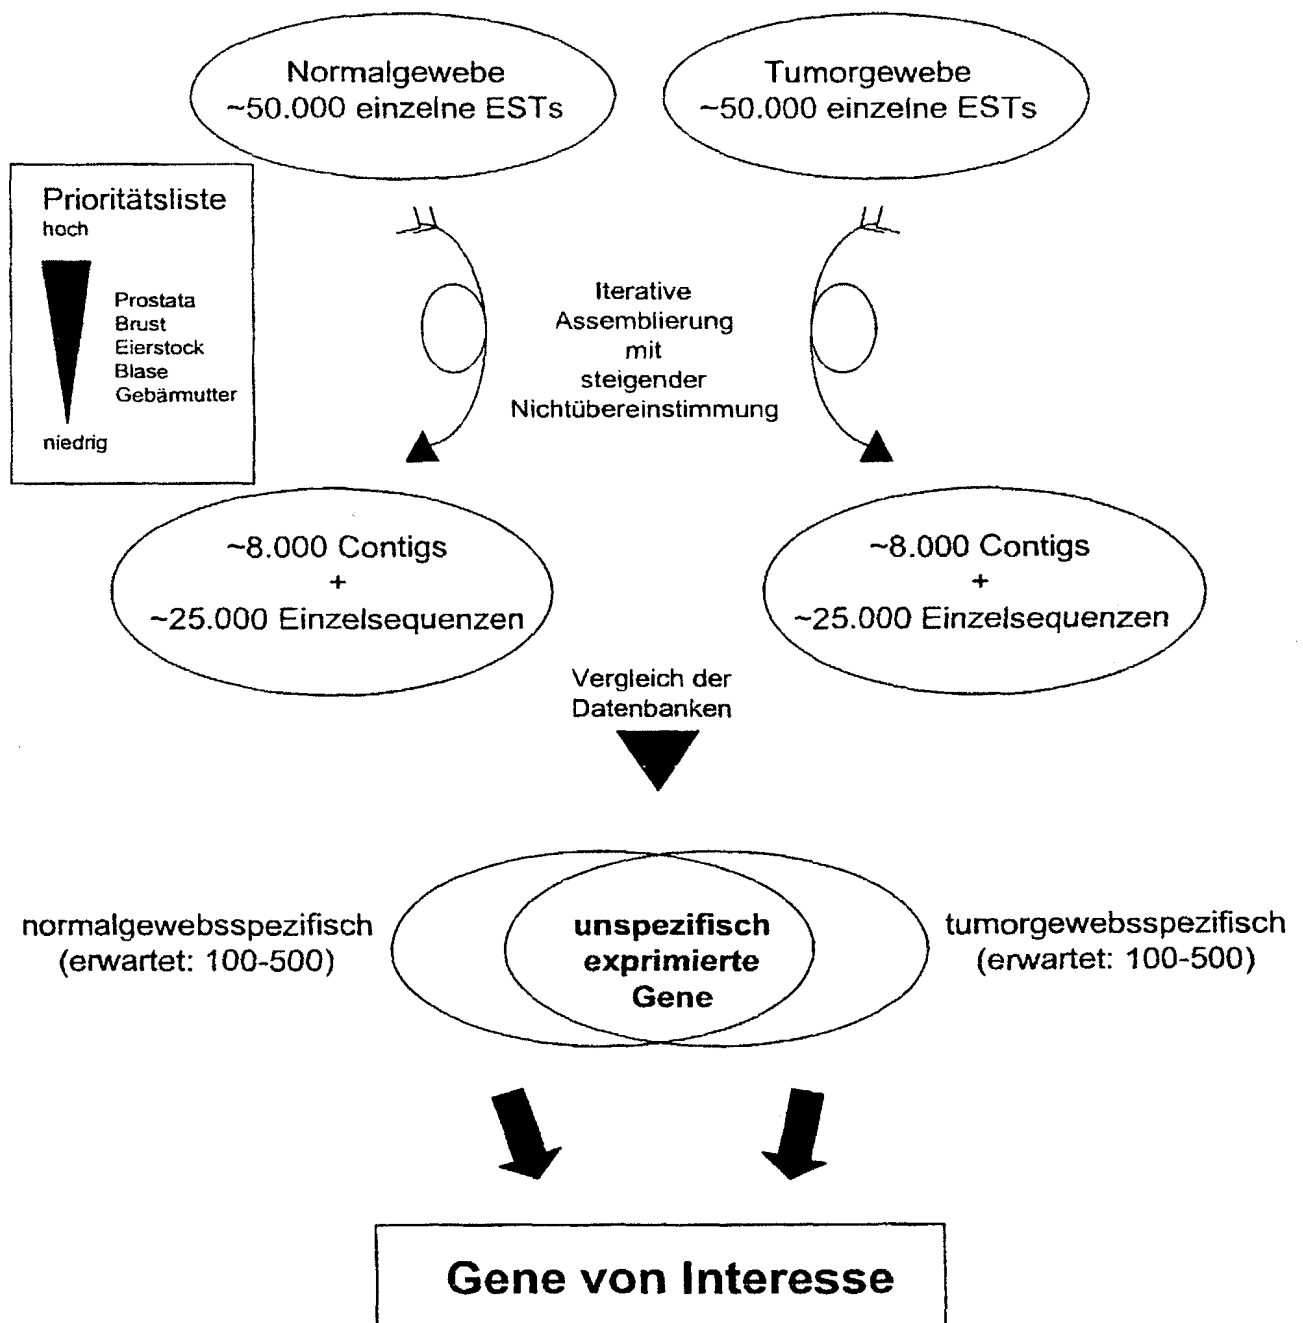 Normalgewebe
~50.000 einzelne ESTs
Tumorgewebe
~50.000 einzelne ESTs
Prioritätsliste
hoch
Prostata
Brust
Eierstock
Blase
Gebärmutter
niedrig
Iterative
Assemblierung
mit
steigender
Nichtübereinstimmung
~8.000 Contigs
+
~25.000 Einzelsequenzen
~8.000 Contigs
+
~25.000 Einzelsequenzen
Vergleich der
Datenbanken
normalgewebsspezifisch
(erwartet: 100-500)
unspezifisch
exprimierte
Gene
tumorgewebsspezifisch
(erwartet: 100-500)
Gene von Interesse